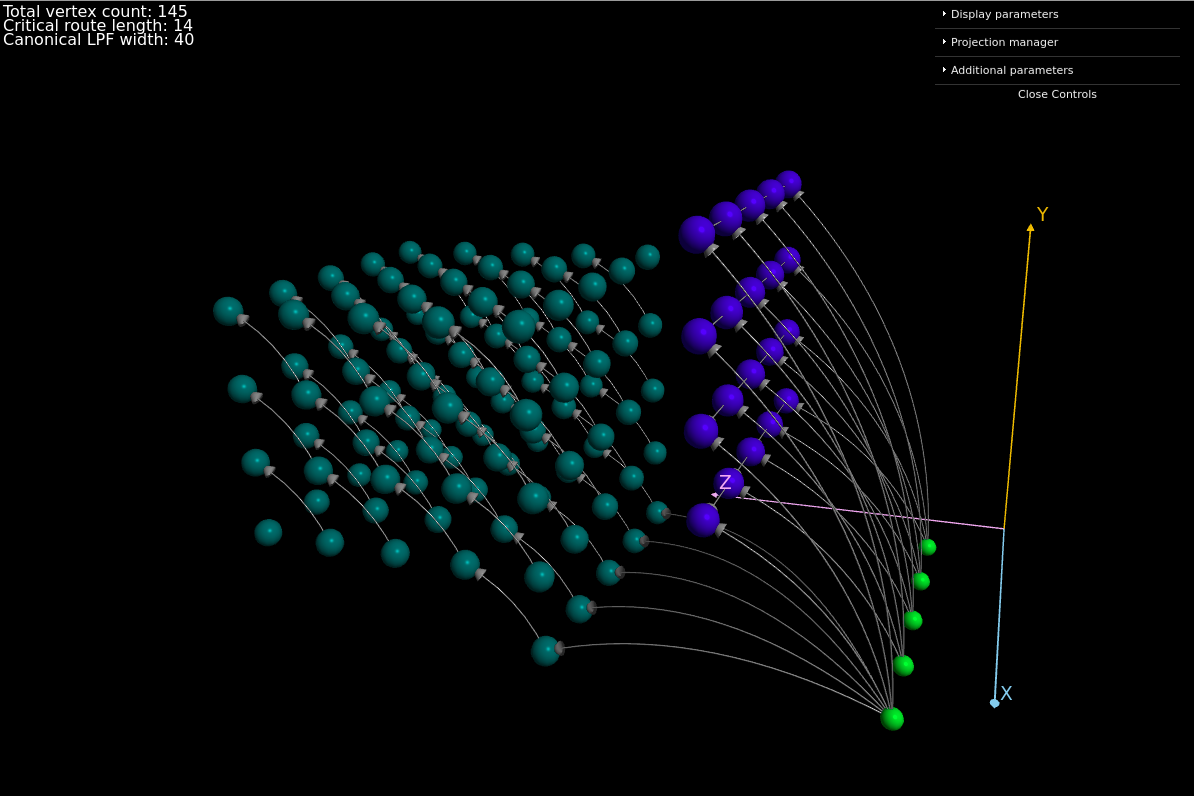 Total vertex count: 145
Critical route length: 14
Canonical LPF width: 40
Display parameters
Projection manager
Additional parameters
Close Controls
Y
Z
X